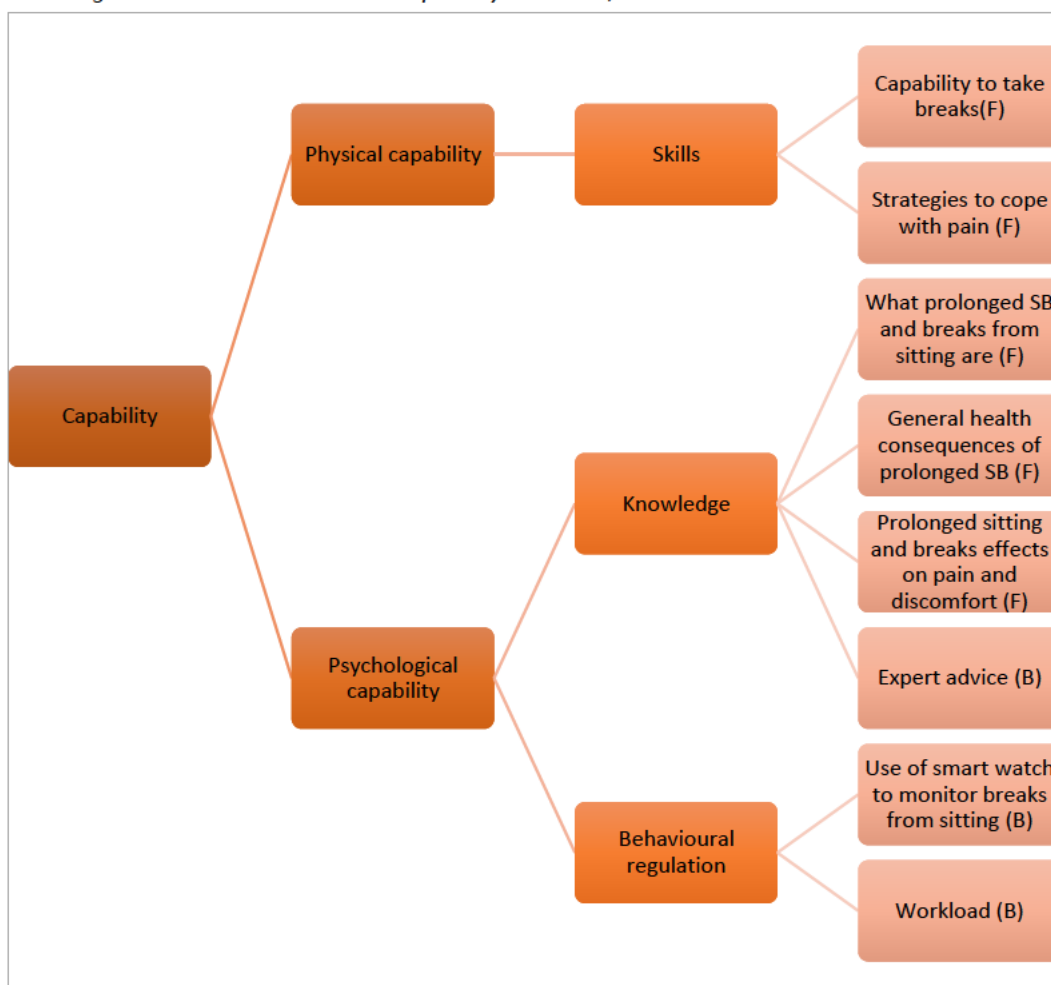 Capability to take
breaks(F)
Physical capability
Skills
Strategies to cope
with pain (F)
What prolonged SB
and breaks from
sitting are (F)
Capability
General health
consequences of
prolonged SB (F)
Knowledge
Prolonged sitting
and breaks effects
on pain and
discomfort (F)
Psychological
capability
Expert advice (B)
Use of smart watch
to monitor breaks
from sitting (B)
Behavioural
regulation
Workload (B)